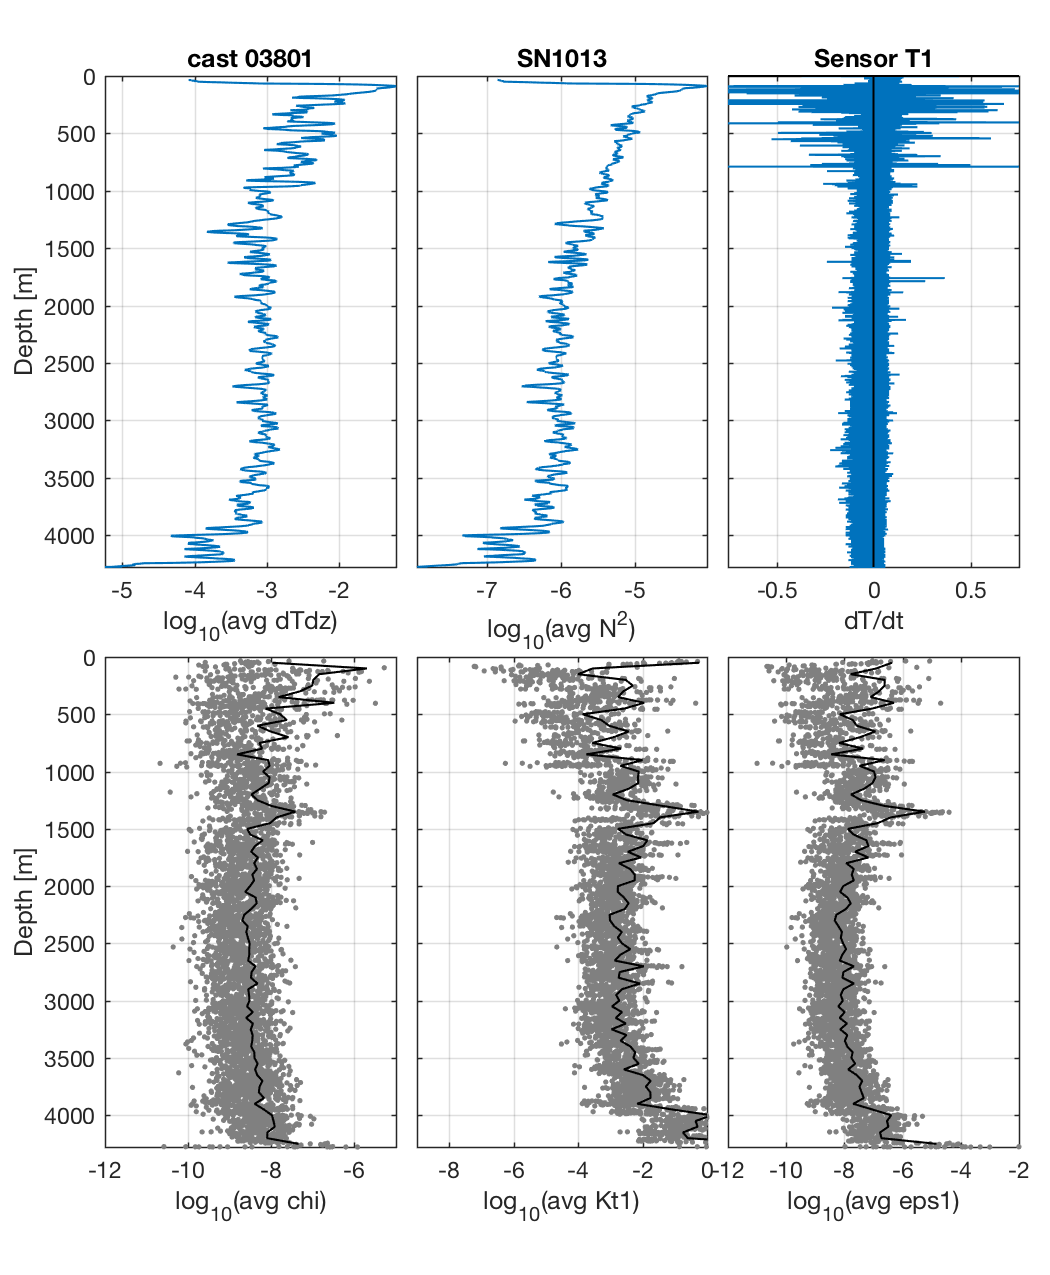 cast 03801
SN1013
Sensor T1
0
500
1000
1500
2000
2500
3000
3500
4000
Depth [m]
-5 -4 -3 -2
-7 -6 -5
-0.5 0 0.5
log10(avg dTdz)
log10(avg N2)
dT/dt
0
500
1000
1500
2000
2500
3000
3500
4000
Depth [m]
-12 -10 -8 -6
-8 -6 -4 -2 0
-12 -10 -8 -6 -4 -2
log10(avg chi)
log10(avg Kt1)
log10(avg eps1)